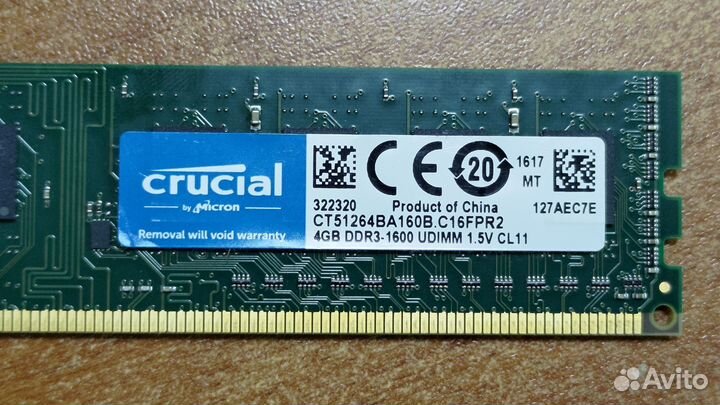 crucial
by Micron
Removal will void warranty
20
1617
MT
322320
Product of China
127AEC7E
CT51264BA160B.C16FPR2
4GB DDR3-1600 UDIMM 1.5V CL11
Avito